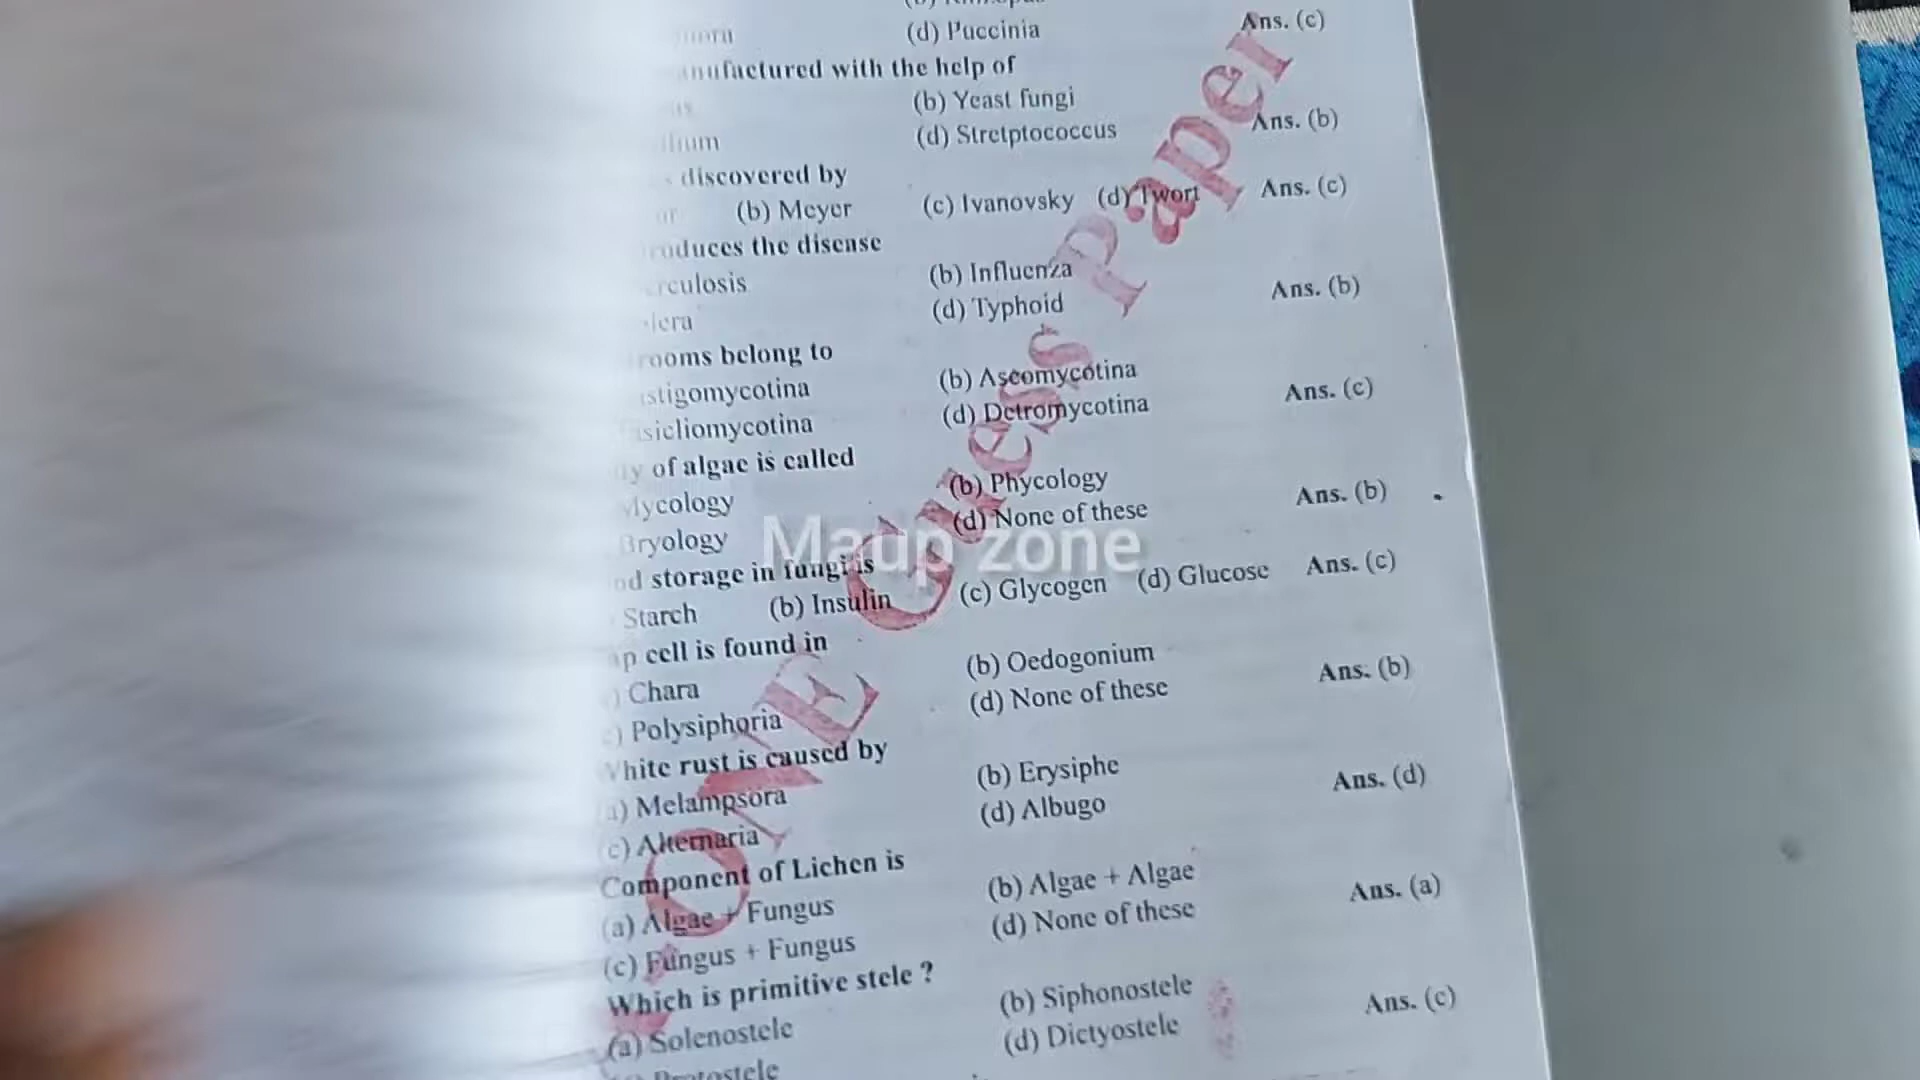 (d) Puccinia Ans. (c)
anufactured with the help of
(b) Yeast fungi
(d) Stretptococcus Ans. (b)
discovered by
(b) Meyer (c) Ivanovsky (d) Twort Ans. (c)
roduces the disease
rculosis (b) Influenza
lera (d) Typhoid Ans. (b)
rooms belong to
stigomycotina (b) Ascomycotina
sicliomycotina (d) Detromycotina Ans. (c)
y of algae is called
Mycology (b) Phycology
Bryology (d) None of these Ans. (b)
od storage in fungi is
Starch (b) Insulin (c) Glycogen (d) Glucose Ans. (c)
p cell is found in
) Chara (b) Oedogonium
) Polysiphoria (d) None of these Ans. (b)
White rust is caused by
a) Melampsora (b) Erysiphe
c) Alternaria (d) Albugo Ans. (d)
Component of Lichen is
(a) Algae + Fungus (b) Algae + Algae
(c) Fungus + Fungus (d) None of these Ans. (a)
Which is primitive stele ?
(a) Solenostele (b) Siphonostele
Protostele (d) Dictyostele Ans. (c)
ONE Guess Paper
Maup zone